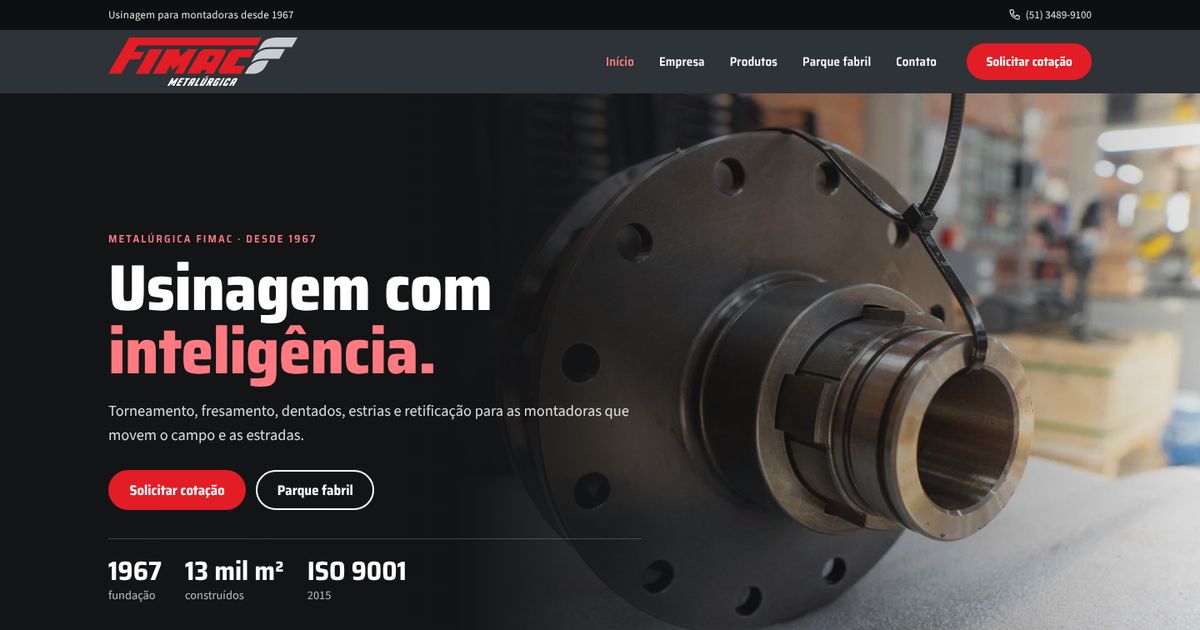 Usinagem para montadoras desde 1967
(51) 3489-9100
FIMAC
METALÚRGICA
Início
Empresa
Produtos
Parque fabril
Contato
Solicitar cotação
METALÚRGICA FIMAC · DESDE 1967
Usinagem com
inteligência.
Torneamento, fresamento, dentados, estrias e retificação para as montadoras que
movem o campo e as estradas.
Solicitar cotação
Parque fabril
1967
fundação
13 mil m²
construídos
ISO 9001
2015